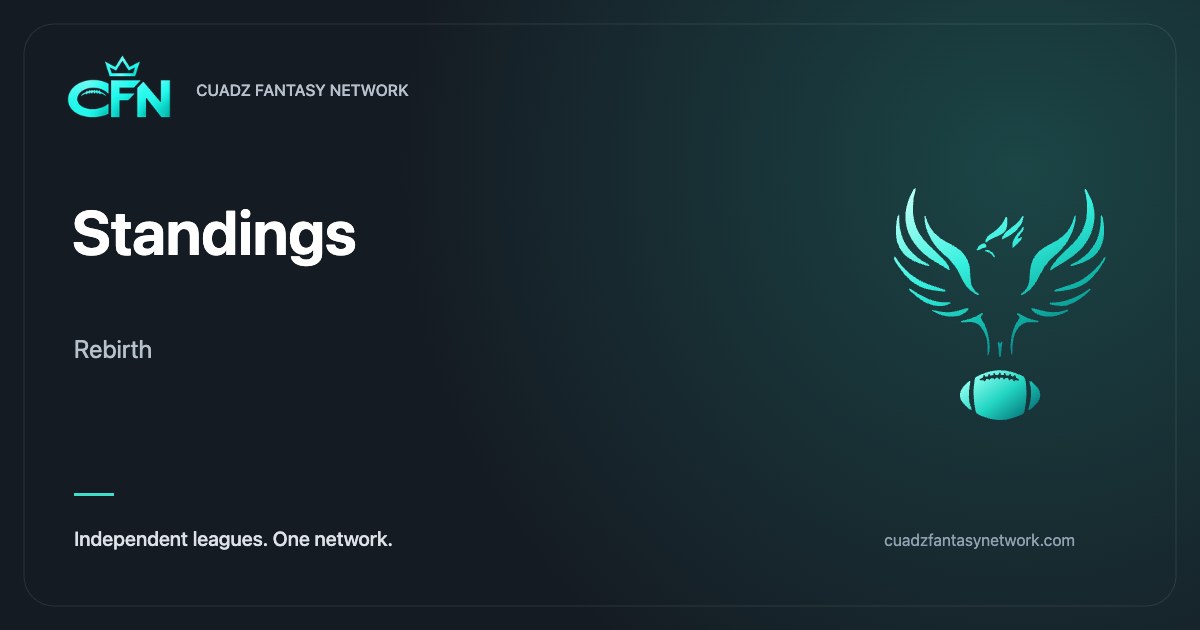 CFN
CUADZ FANTASY NETWORK
Standings
Rebirth
Independent leagues. One network.
cuadzfantasynetwork.com